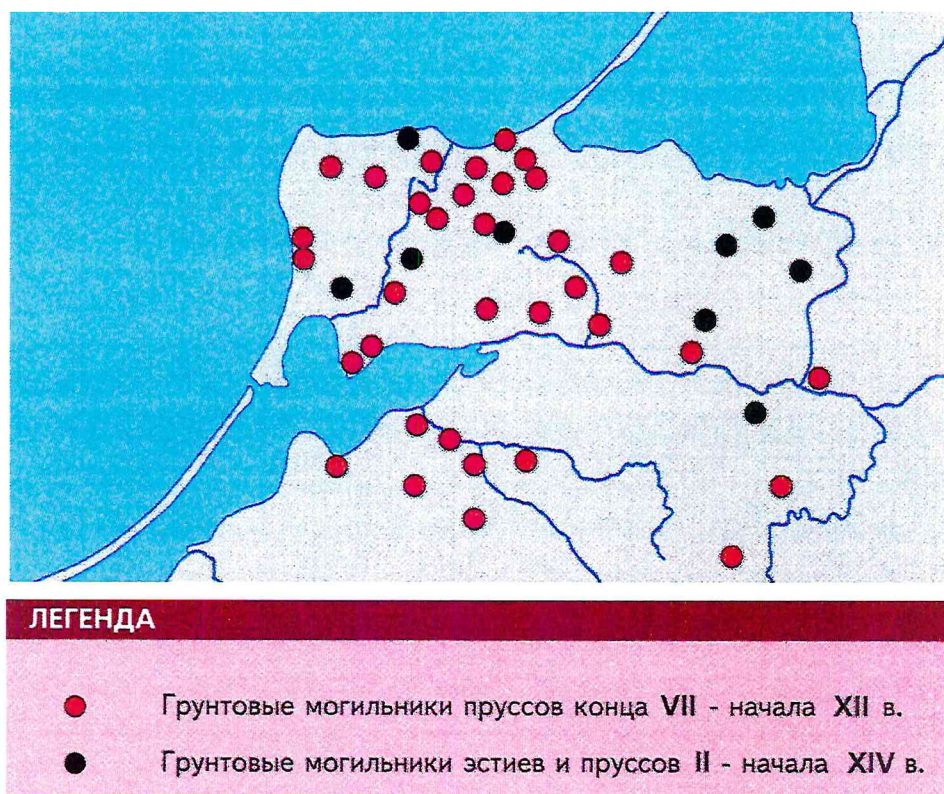 ЛЕГЕНДА
Грунтовые могильники пруссов конца VII - начала XII в.
Грунтовые могильники эстиев и пруссов II - начала XIV в.